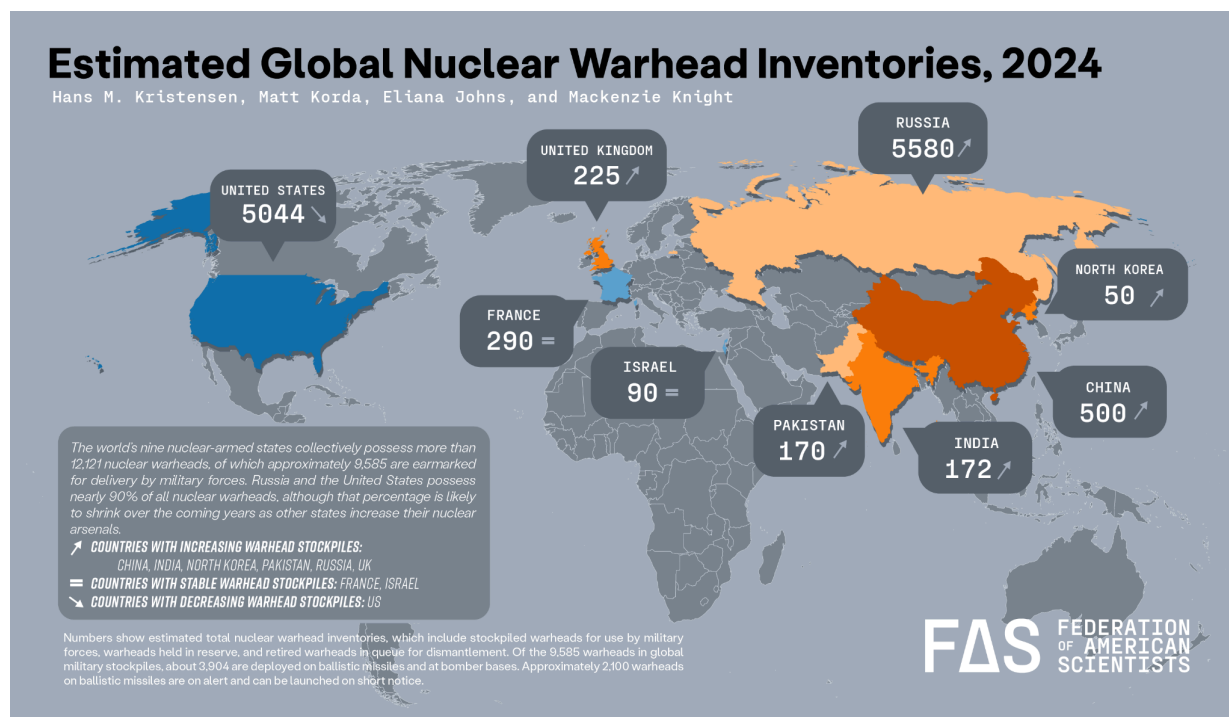 Estimated Global Nuclear Warhead Inventories, 2024
Hans M. Kristensen, Matt Korda, Eliana Johns, and Mackenzie Knight
RUSSIA
5580
UNITED KINGDOM
225
UNITED STATES
5044
NORTH KOREA
50
FRANCE
290 =
ISRAEL
90 =
CHINA
500
PAKISTAN
170
INDIA
172
The world's nine nuclear-armed states collectively possess more than
12,121 nuclear warheads, of which approximately 9,585 are earmarked
for delivery by military forces. Russia and the United States possess
nearly 90% of all nuclear warheads, although that percentage is likely
to shrink over the coming years as other states increase their nuclear
arsenals.
COUNTRIES WITH INCREASING WARHEAD STOCKPILES:
CHINA, INDIA, NORTH KOREA, PAKISTAN, RUSSIA, UK
= COUNTRIES WITH STABLE WARHEAD STOCKPILES: FRANCE, ISRAEL
COUNTRIES WITH DECREASING WARHEAD STOCKPILES: US
Numbers show estimated total nuclear warhead inventories, which include stockpiled warheads for use by military
forces, warheads held in reserve, and retired warheads in queue for dismantlement. Of the 9,585 warheads in global
military stockpiles, about 3,904 are deployed on ballistic missiles and at bomber bases. Approximately 2,100 warheads
on ballistic missiles are on alert and can be launched on short notice.
FAS
FEDERATION
OF AMERICAN
SCIENTISTS